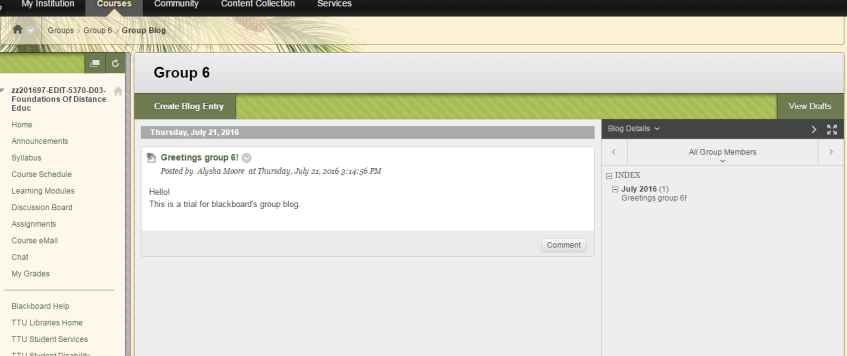 My Institution Courses Community Content Collection Services
Groups Group 6 Group Blog
zz201697-EDIT-5370-D03-
Foundations Of Distance
Educ
Home
Announcements
Syllabus
Course Schedule
Learning Modules
Discussion Board
Assignments
Course eMail
Chat
My Grades
Blackboard Help
TTU Libraries Home
TTU Student Services
TTU Student Disability
Group 6
Create Blog Entry
View Drafts
Thursday, July 21, 2016
Greetings group 6!
Posted by Alysha Moore at Thursday, July 21, 2016 3:14:56 PM
Hello!
This is a trial for blackboard's group blog.
Comment
Blog Details
All Group Members
INDEX
July 2016 (1)
Greetings group 6!